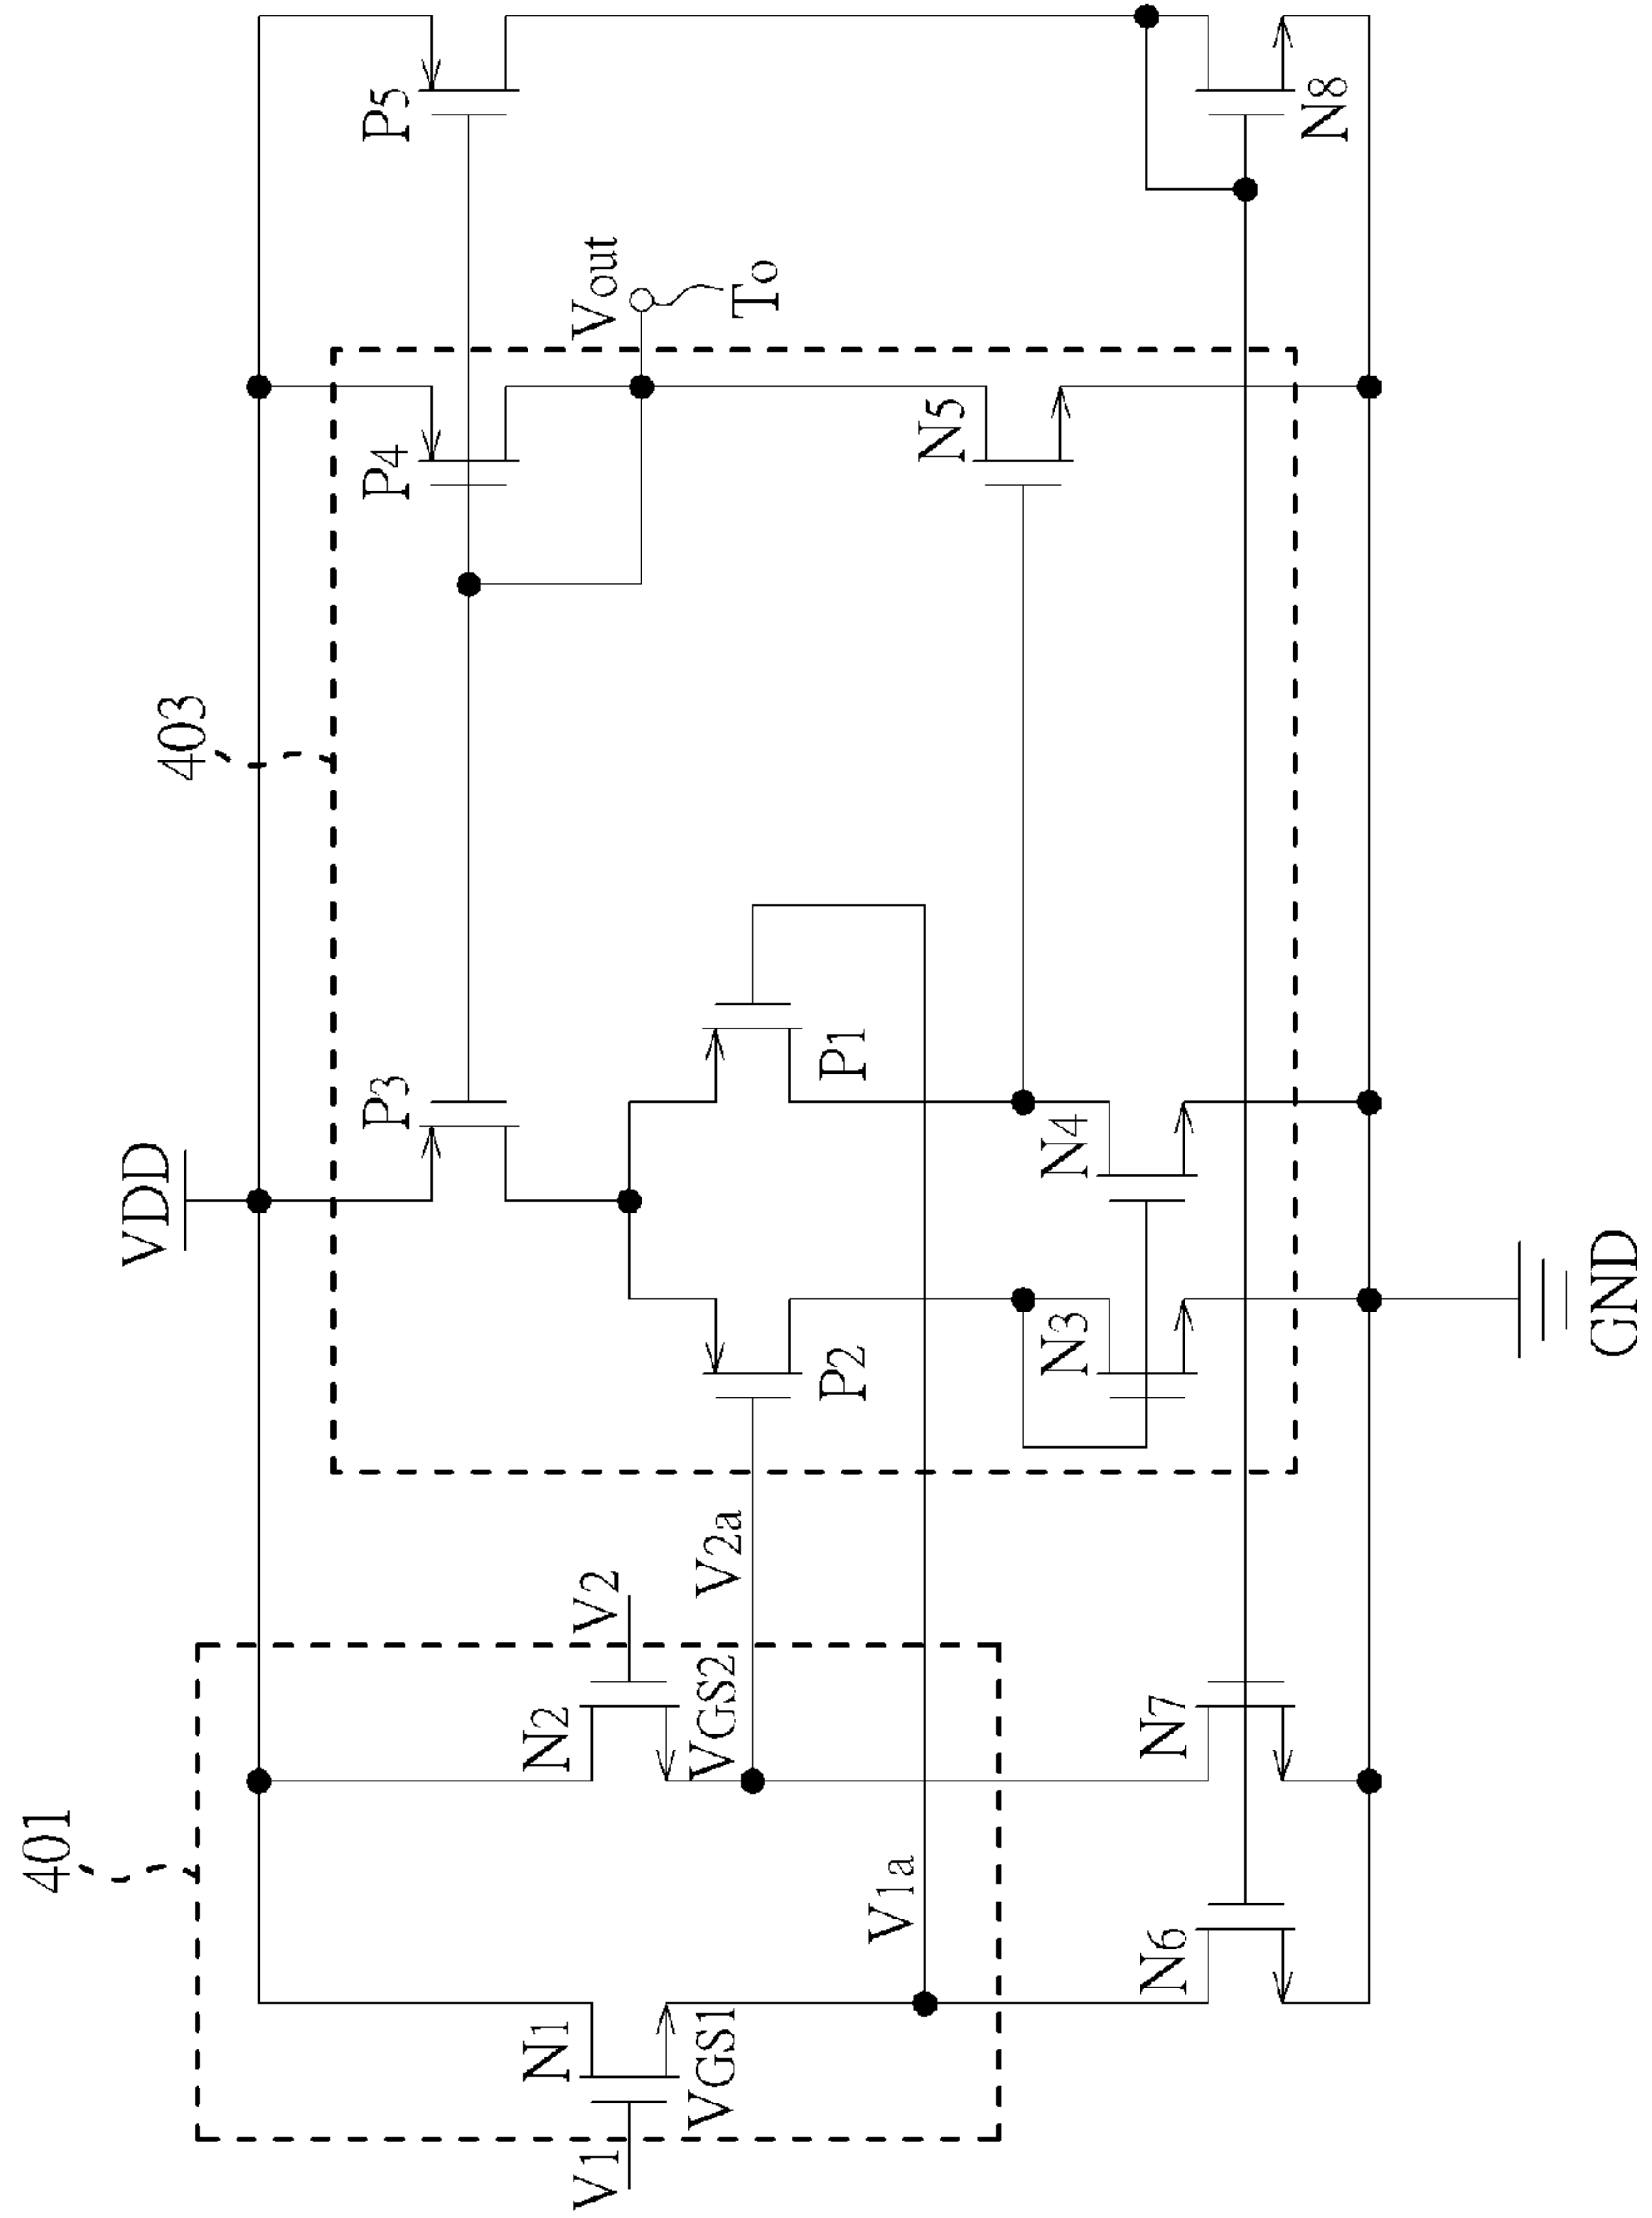 401
VDD
403
V1
N1
VGS1
N2
V2
VGS2
V2a
V1a
P3
P4
P5
Vout
To
P2
P1
N5
N3
N4
N6
N7
N8
GND